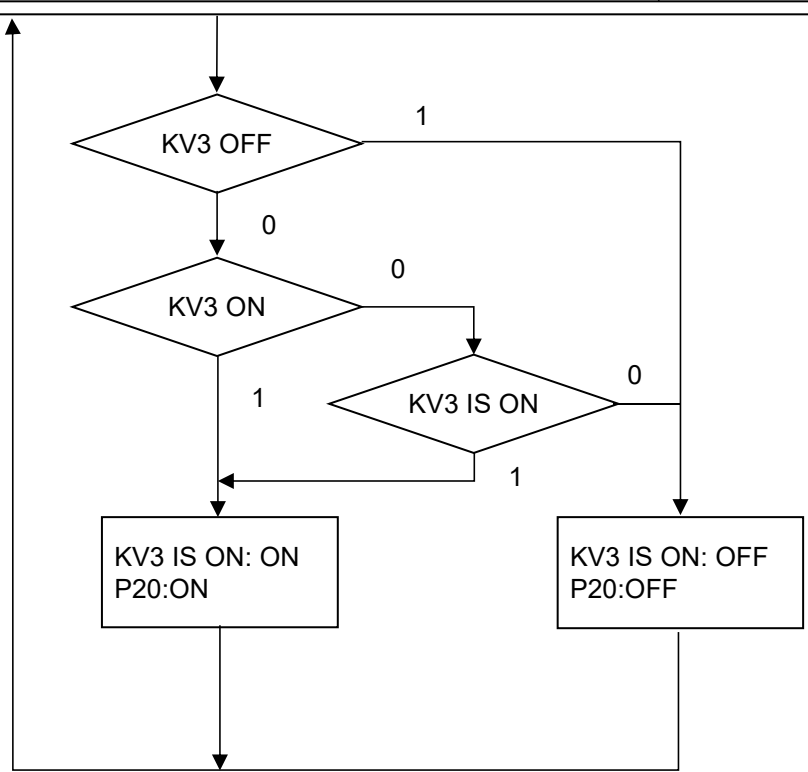 1
KV3 OFF
0
0
KV3 ON
0
1
KV3 IS ON
1
KV3 IS ON: ON
P20:ON
KV3 IS ON: OFF
P20:OFF